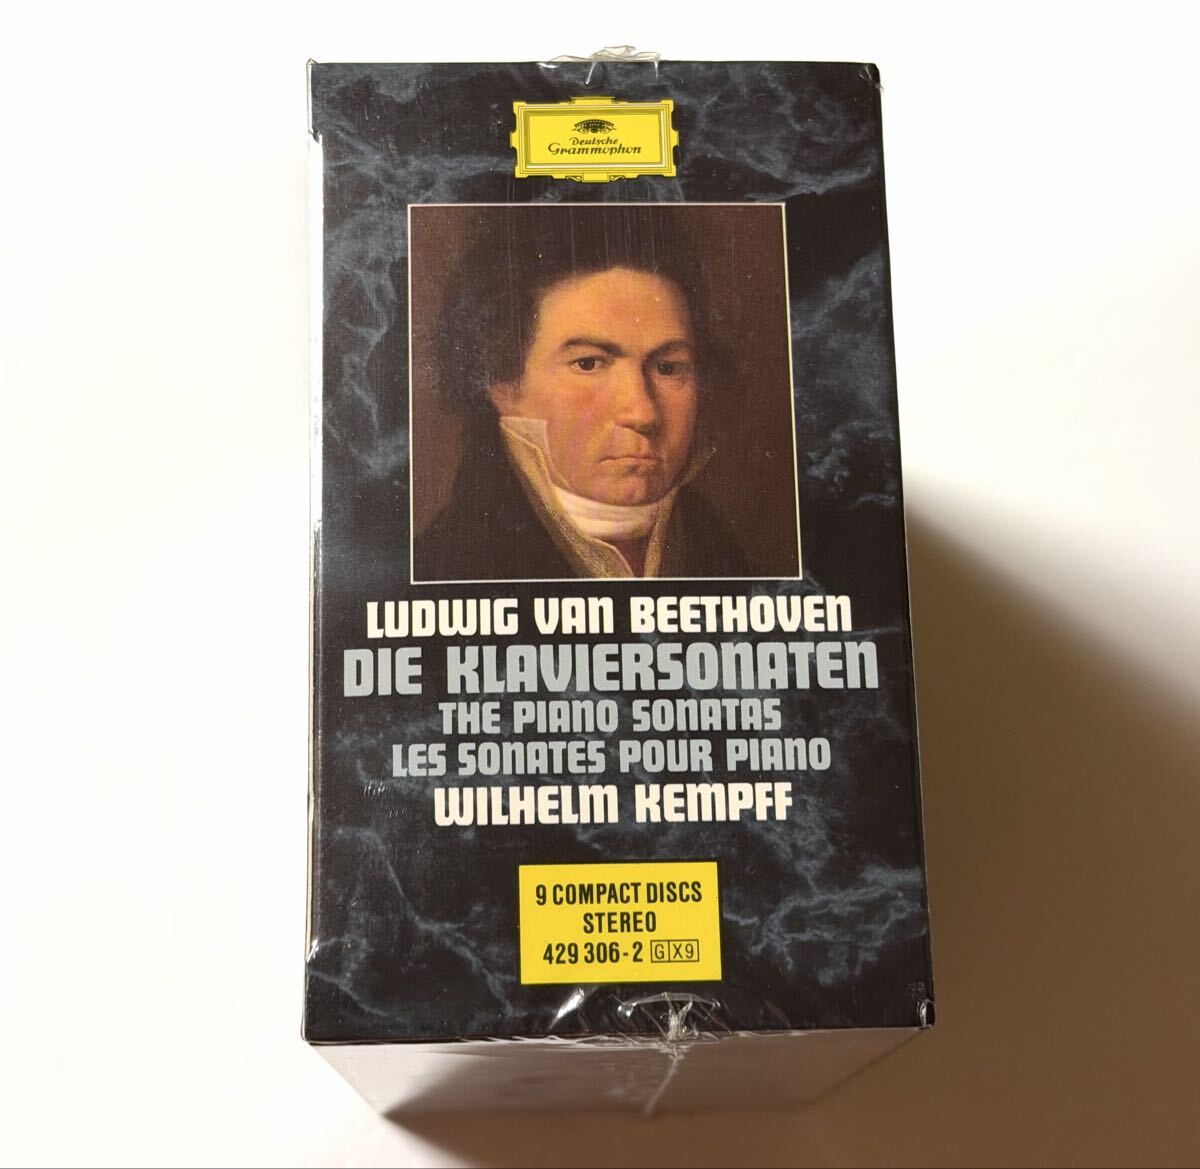 Deutsche
Grammophon
LUDWIG VAN BEETHOVEN
DIE KLAVIERSONATEN
THE PIANO SONATAS
LES SONATES POUR PIANO
WILHELM KEMPFF
9 COMPACT DISCS
STEREO
429 306-2 G X9